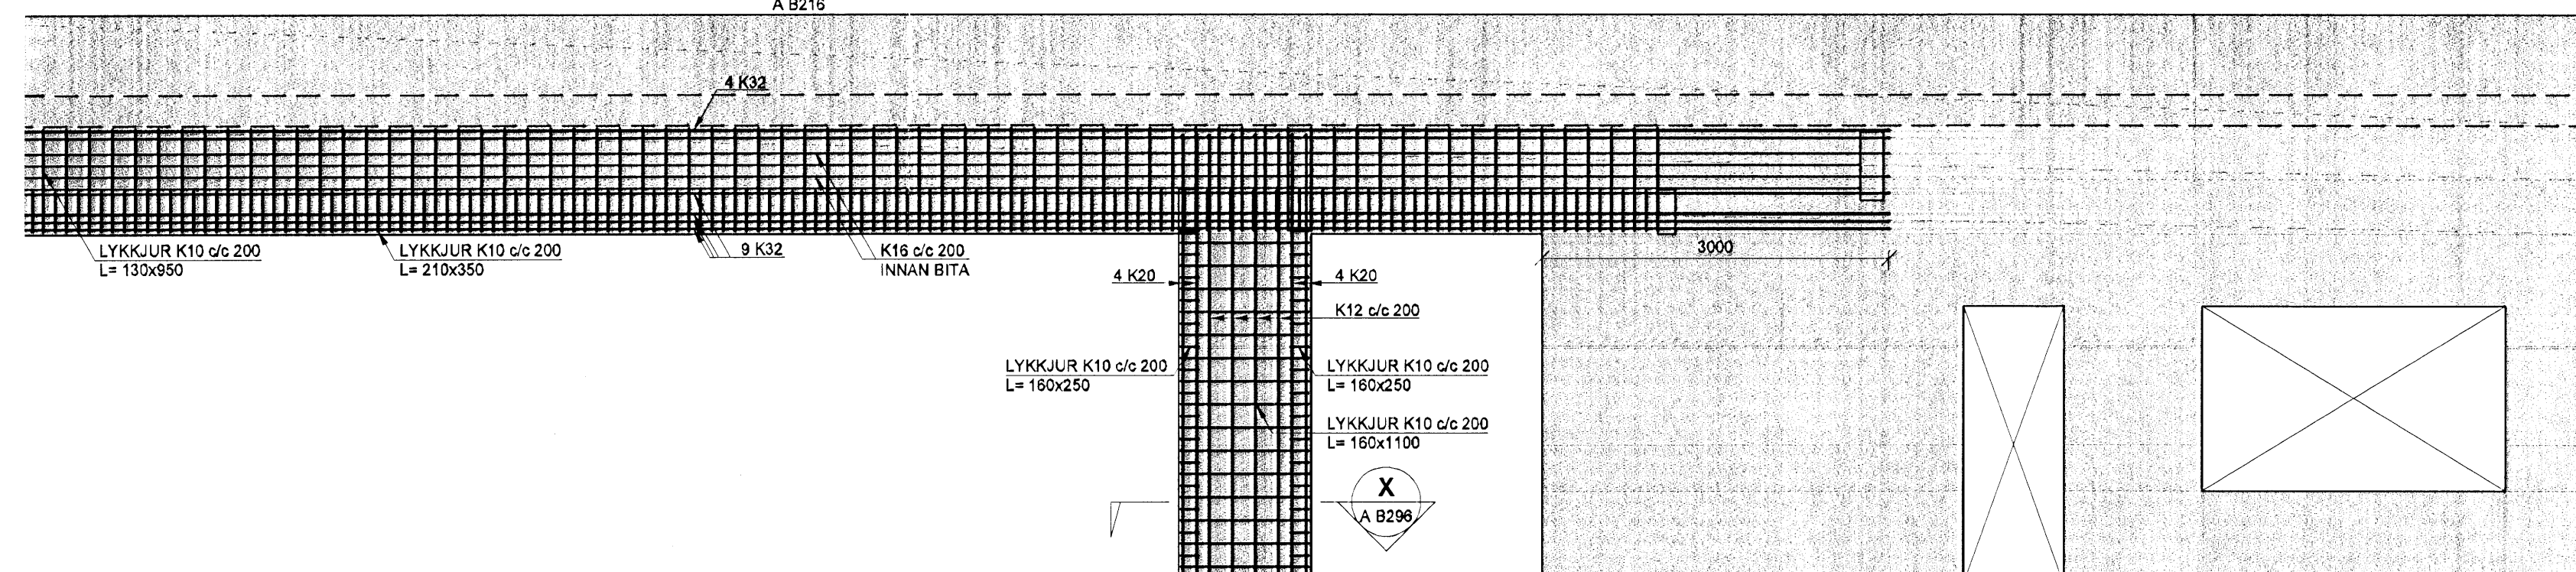 A B216
4 K32
LYKKJUR K10 c/c 200
L= 130x950
LYKKJUR K10 c/c 200
L= 210x350
9 K32
K16 c/c 200
INNAN BITA
3000
4 K20
4 K20
K12 c/c 200
LYKKJUR K10 c/c 200
L= 160x250
LYKKJUR K10 c/c 200
L= 160x250
LYKKJUR K10 c/c 200
L= 160x1100
X
A B296